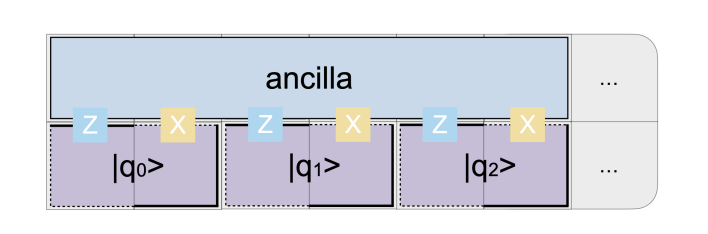 ancilla ...
Z X Z X Z X
|q0> |q1> |q2> ...